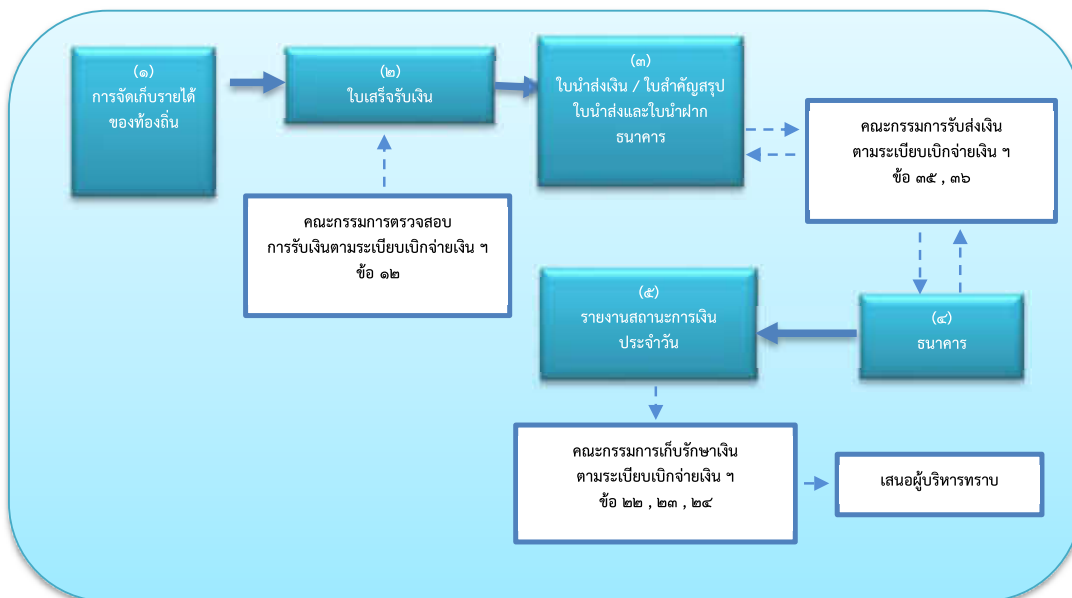 (๑)
การจัดเก็บรายได้
ของท้องถิ่น
(๒)
ใบเสร็จรับเงิน
(๓)
ใบนำส่งเงิน / ใบสำคัญสรุป
ใบนำส่งและใบนำฝาก
ธนาคาร
คณะกรรมการรับส่งเงิน
ตามระเบียบเบิกจ่ายเงิน ฯ
ข้อ ๓๕ , ๓๖
คณะกรรมการตรวจสอบ
การรับเงินตามระเบียบเบิกจ่ายเงิน ฯ
ข้อ ๑๒
(๔)
ธนาคาร
(๕)
รายงานสถานะการเงิน
ประจำวัน
คณะกรรมการเก็บรักษาเงิน
ตามระเบียบเบิกจ่ายเงิน ฯ
ข้อ ๒๒ , ๒๓ , ๒๔
เสนอผู้บริหารทราบ